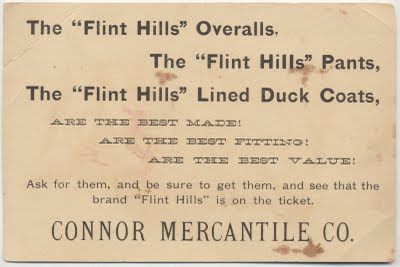 The "Flint Hills" Overalls,
The "Flint Hills" Pants,
The "Flint Hills" Lined Duck Coats,
ARE THE BEST MADE!
ARE THE BEST FITTING!
ARE THE BEST VALUE!
Ask for them, and be sure to get them, and see that the
brand "Flint Hills" is on the ticket.
CONNOR MERCANTILE CO.